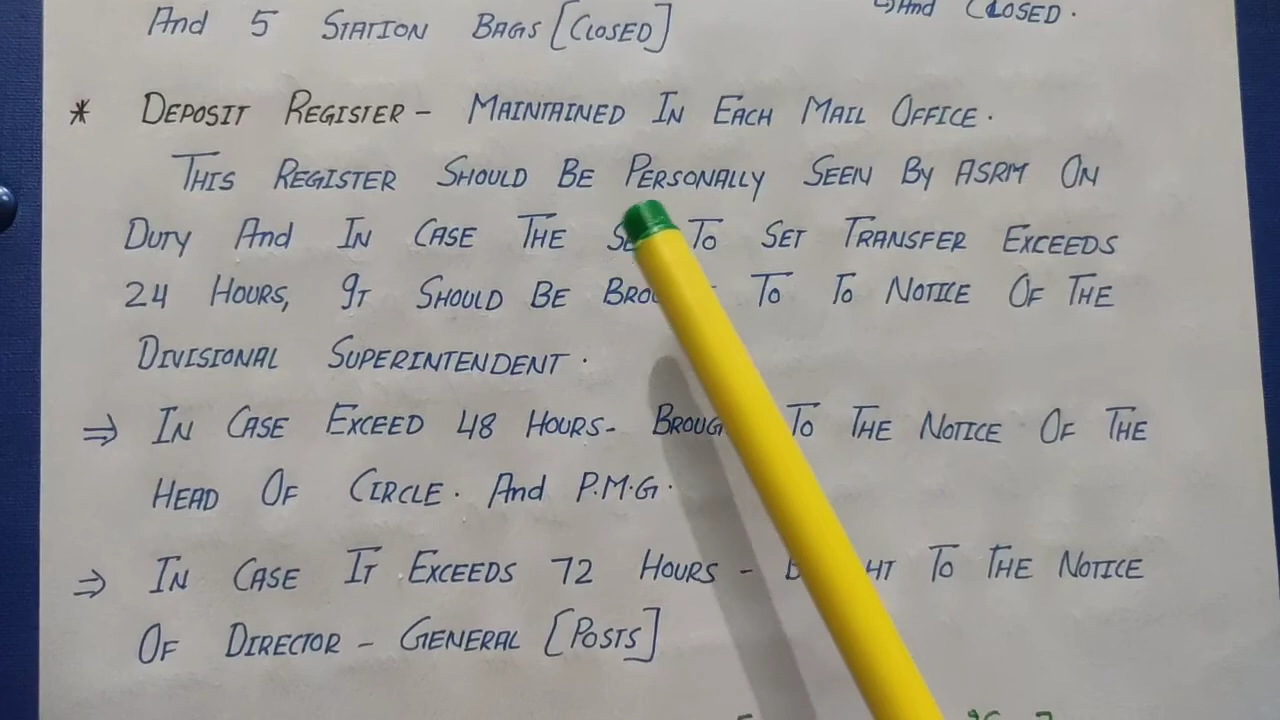 And CLOSED.
And 5 STATION BAGS [CLOSED]
* DEPOSIT REGISTER - MAINTAINED IN EACH MAIL OFFICE.
THIS REGISTER SHOULD BE PERSONALLY SEEN BY ASRM ON
DUTY And IN CASE THE TO SET TRANSFER EXCEEDS
24 HOURS, IT SHOULD BE TO TO NOTICE OF THE
DIVISIONAL SUPERINTENDENT.
⇒ IN CASE EXCEED 48 HOURS- TO THE NOTICE OF THE
HEAD OF CIRCLE. And P.M.G.
⇒ IN CASE IT EXCEEDS 72 HOURS - TO THE NOTICE
OF DIRECTOR - GENERAL [POSTS]